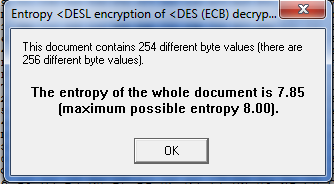 Entropy <DESL encryption of <DES (ECB) decryp...
This document contains 254 different byte values (there are
256 different byte values).
The entropy of the whole document is 7.85
(maximum possible entropy 8.00).
OK